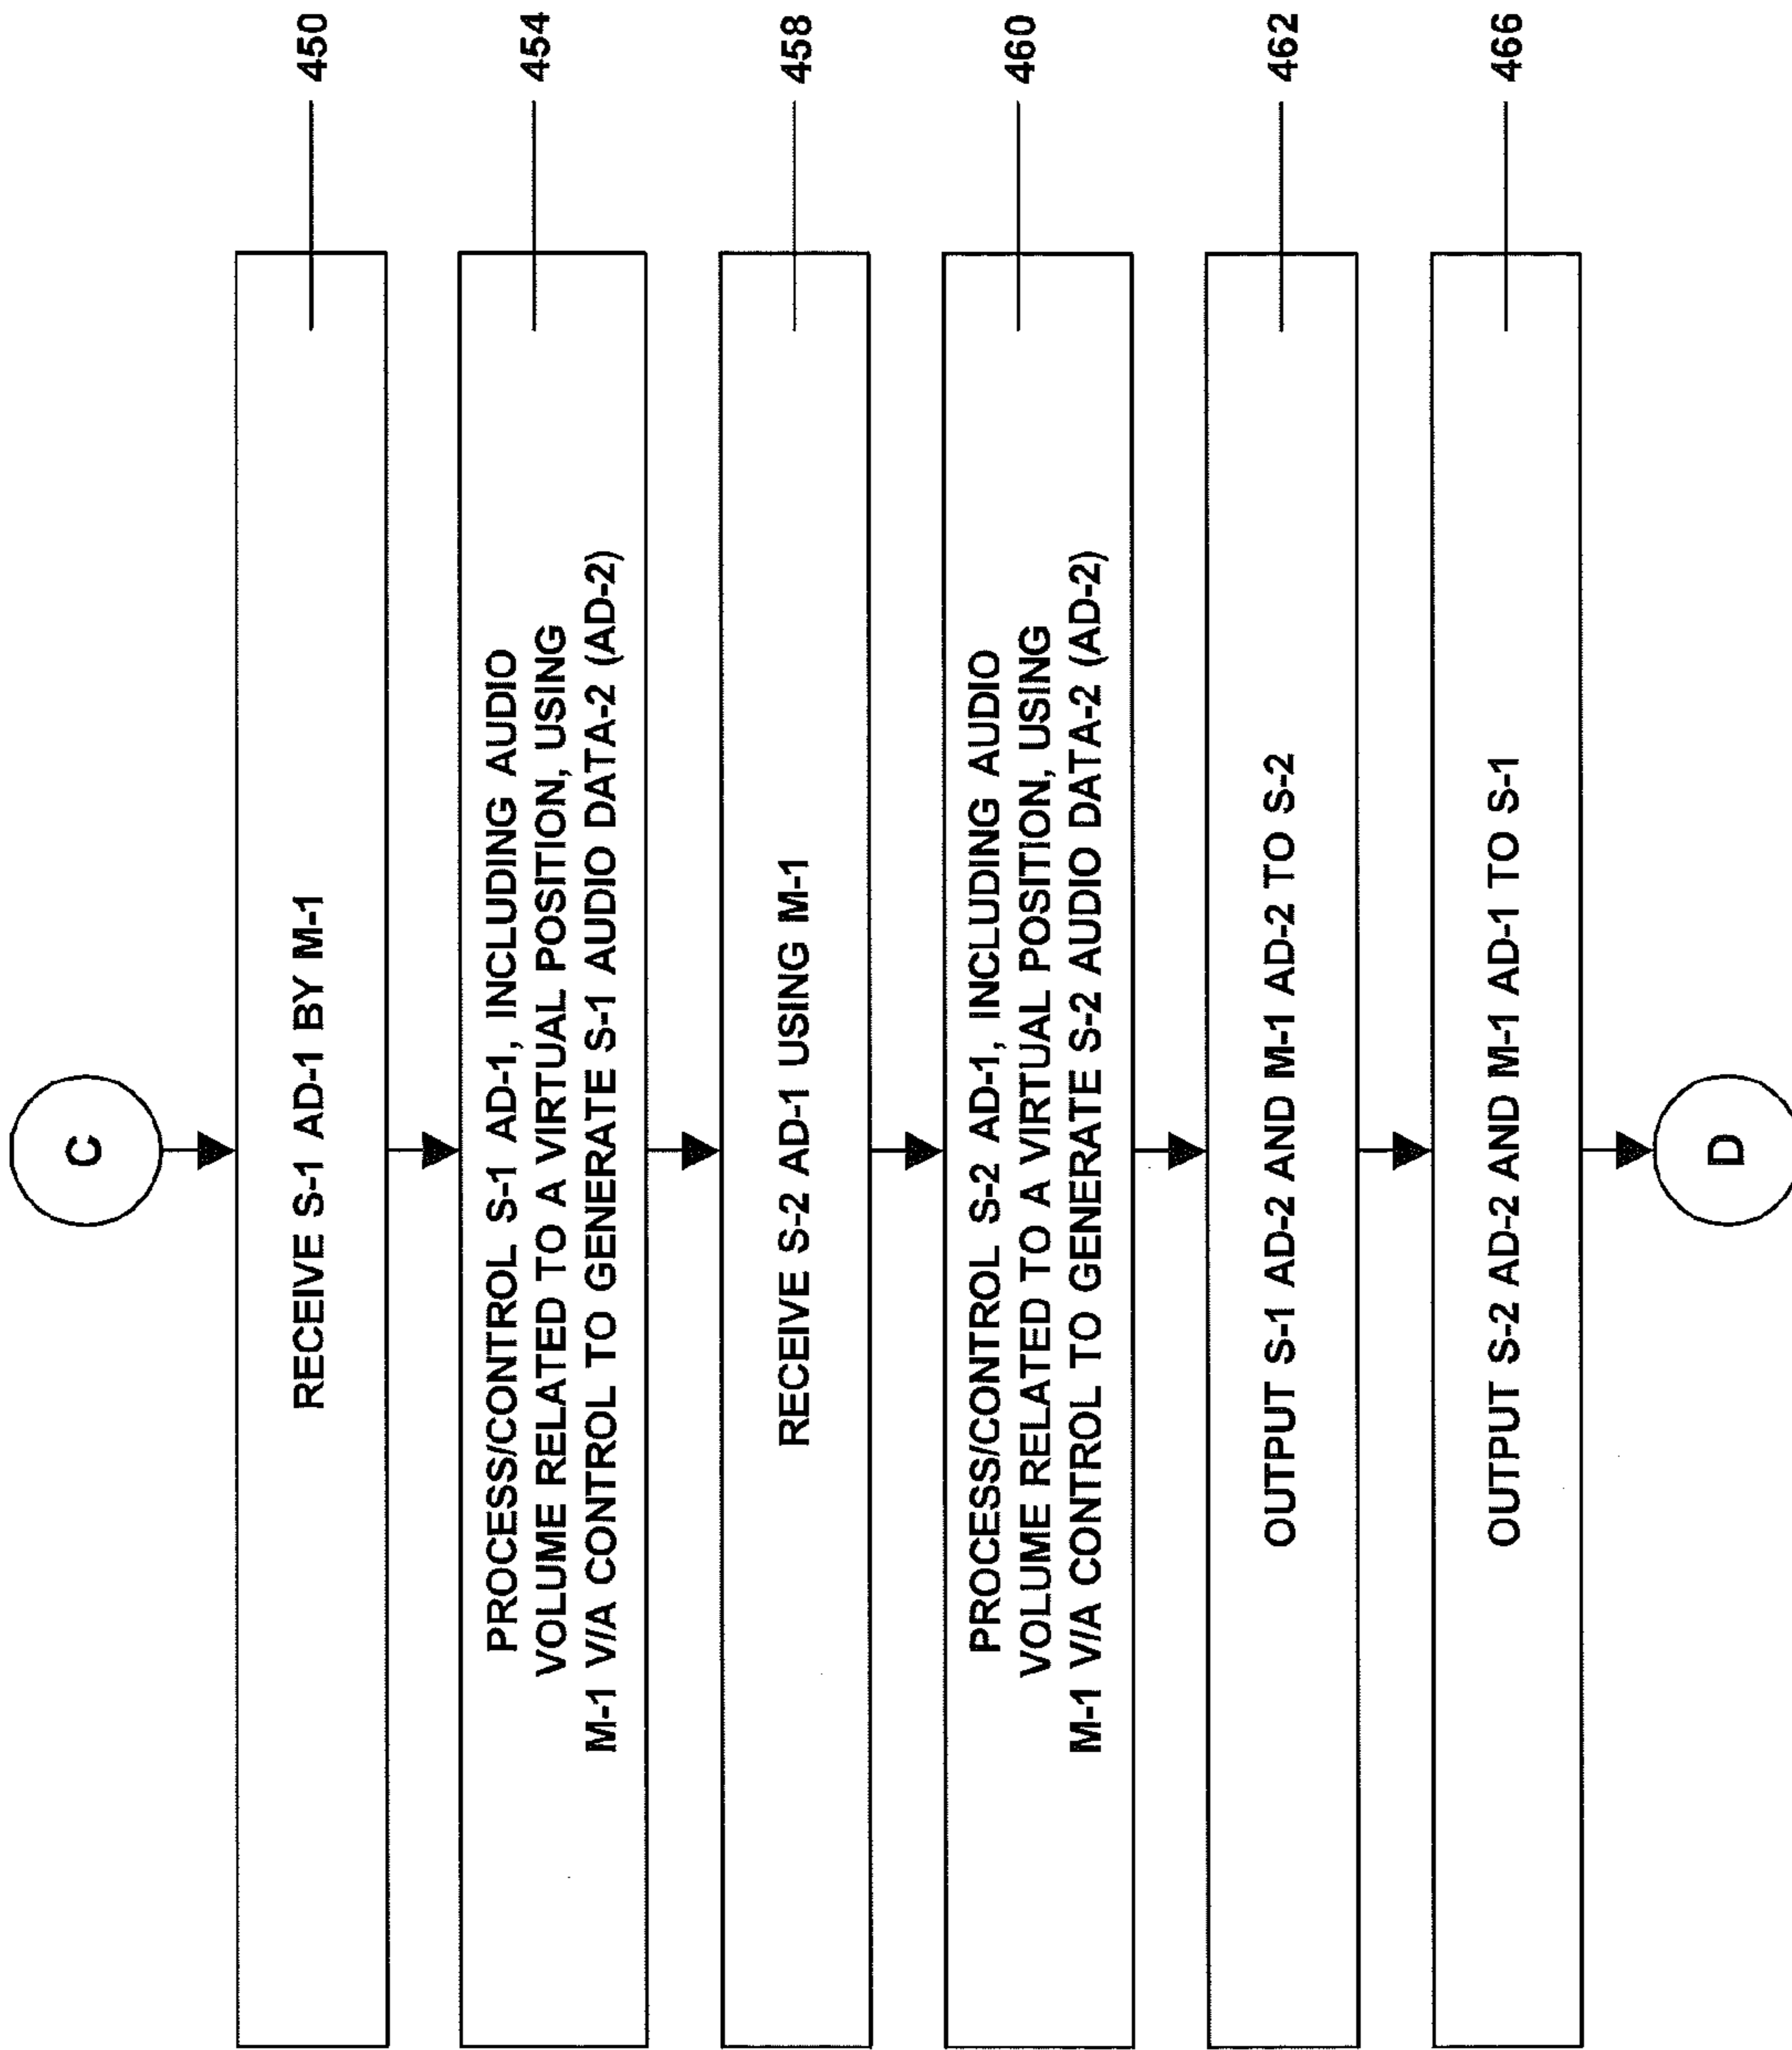 C
RECEIVE S-1 AD-1 BY M-1
450
PROCESS/CONTROL S-1 AD-1, INCLUDING AUDIO
VOLUME RELATED TO A VIRTUAL POSITION, USING
M-1 V/A CONTROL TO GENERATE S-1 AUDIO DATA-2 (AD-2)
454
RECEIVE S-2 AD-1 USING M-1
458
PROCESS/CONTROL S-2 AD-1, INCLUDING AUDIO
VOLUME RELATED TO A VIRTUAL POSITION, USING
M-1 V/A CONTROL TO GENERATE S-2 AUDIO DATA-2 (AD-2)
460
OUTPUT S-1 AD-2 AND M-1 AD-2 TO S-2
462
OUTPUT S-2 AD-2 AND M-1 AD-1 TO S-1
466
D